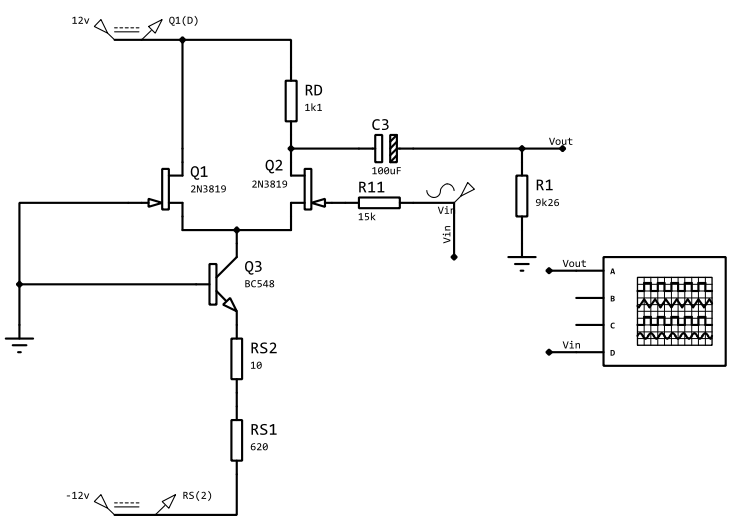 12v
Q1(D)
RD
1k1
C3
100uF
Vout
Q1
2N3819
Q2
2N3819
R11
15k
Vin
Vin
R1
9k26
Q3
BC548
Vout
A
B
C
Vin
D
RS2
10
RS1
620
-12v
RS(2)